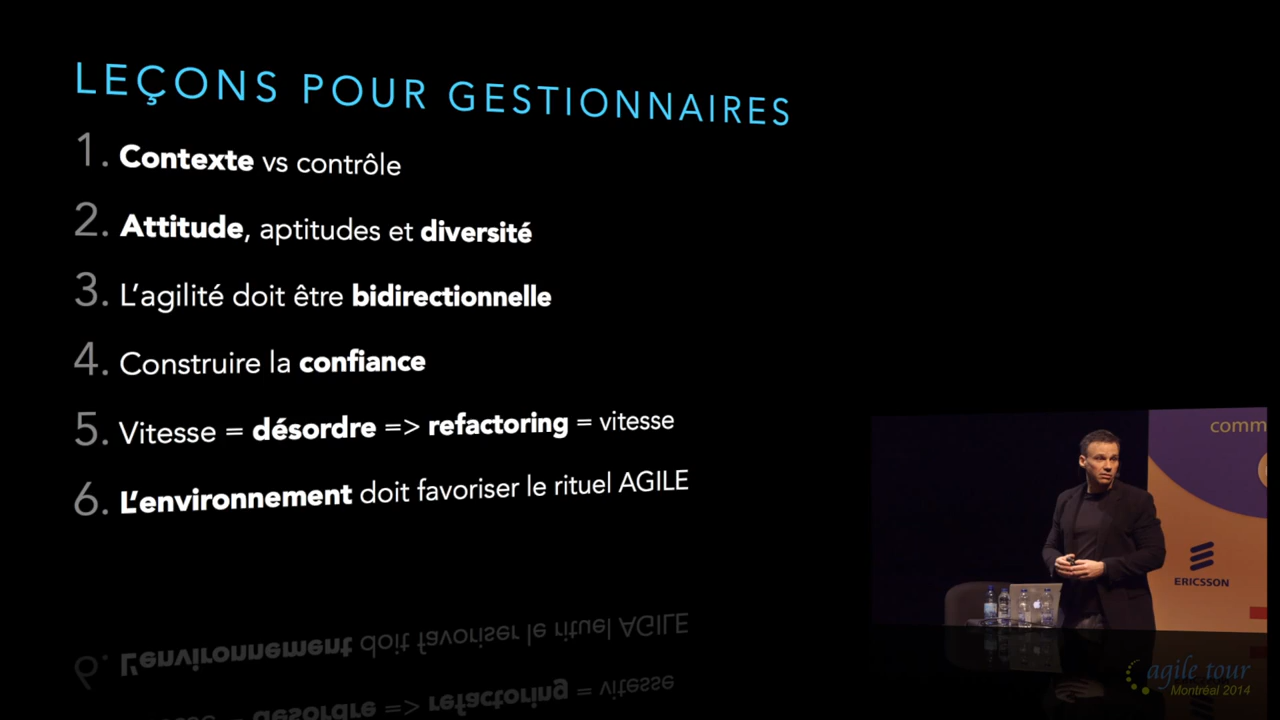 LEÇONS POUR GESTIONNAIRES
1. Contexte vs contrôle
2. Attitude, aptitudes et diversité
3. L'agilité doit être bidirectionnelle
4. Construire la confiance
5. Vitesse = désordre => refactoring = vitesse
6. L'environnement doit favoriser le rituel AGILE
comm
ERICSSON
agile tour
Montréal 2014